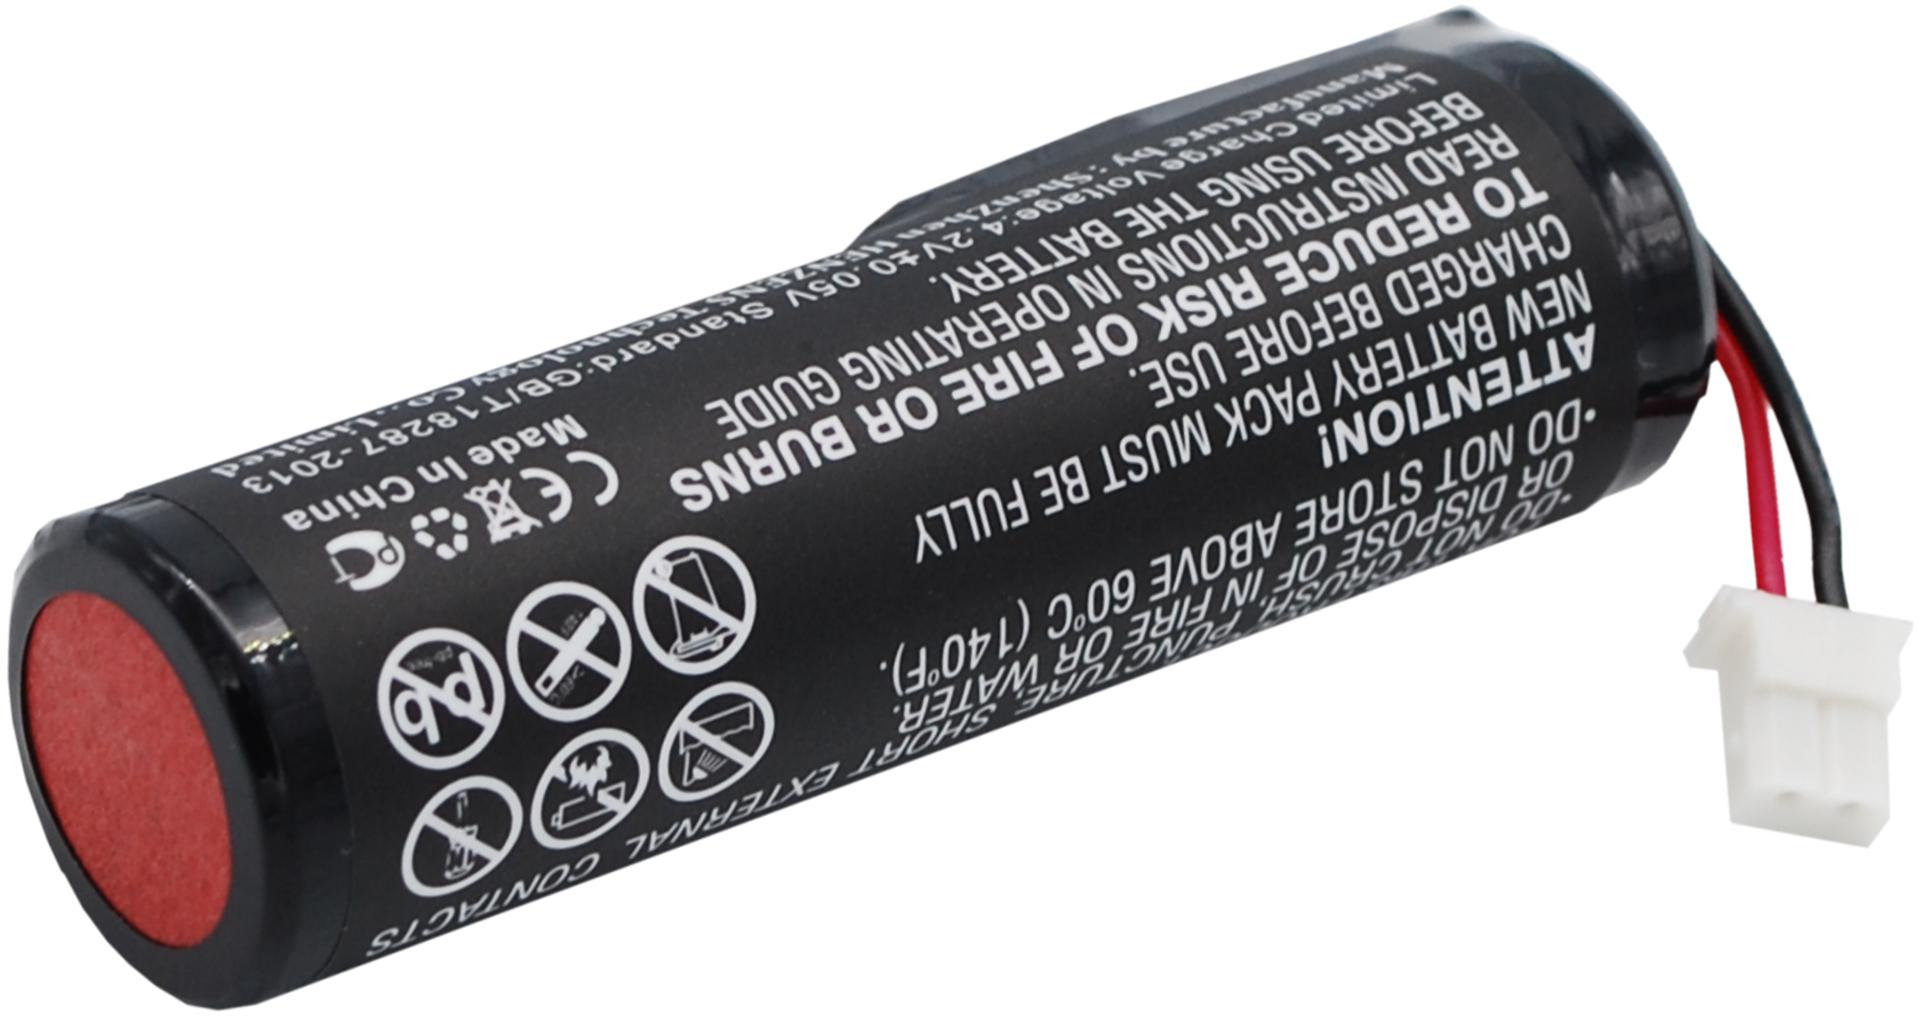 Manufacture by :ShenZhen HENZENS Technology Co., Limited
Limited Charge Voltage:4.2V±0.05V Standard:GB/T18287-2013
BEFORE USING THE BATTERY.
READ INSTRUCTIONS IN OPERATING GUIDE
TO REDUCE RISK OF FIRE OR BURNS
CHARGED BEFORE USE.
NEW BATTERY PACK MUST BE FULLY
ATTENTION!
·DO NOT STORE ABOVE 60°C (140°F).
OR DISPOSE OF IN FIRE OR WATER.
·DO NOT CRUSH, PUNCTURE, SHORT EXTERNAL CONTACTS
Made In China
CE
Pb